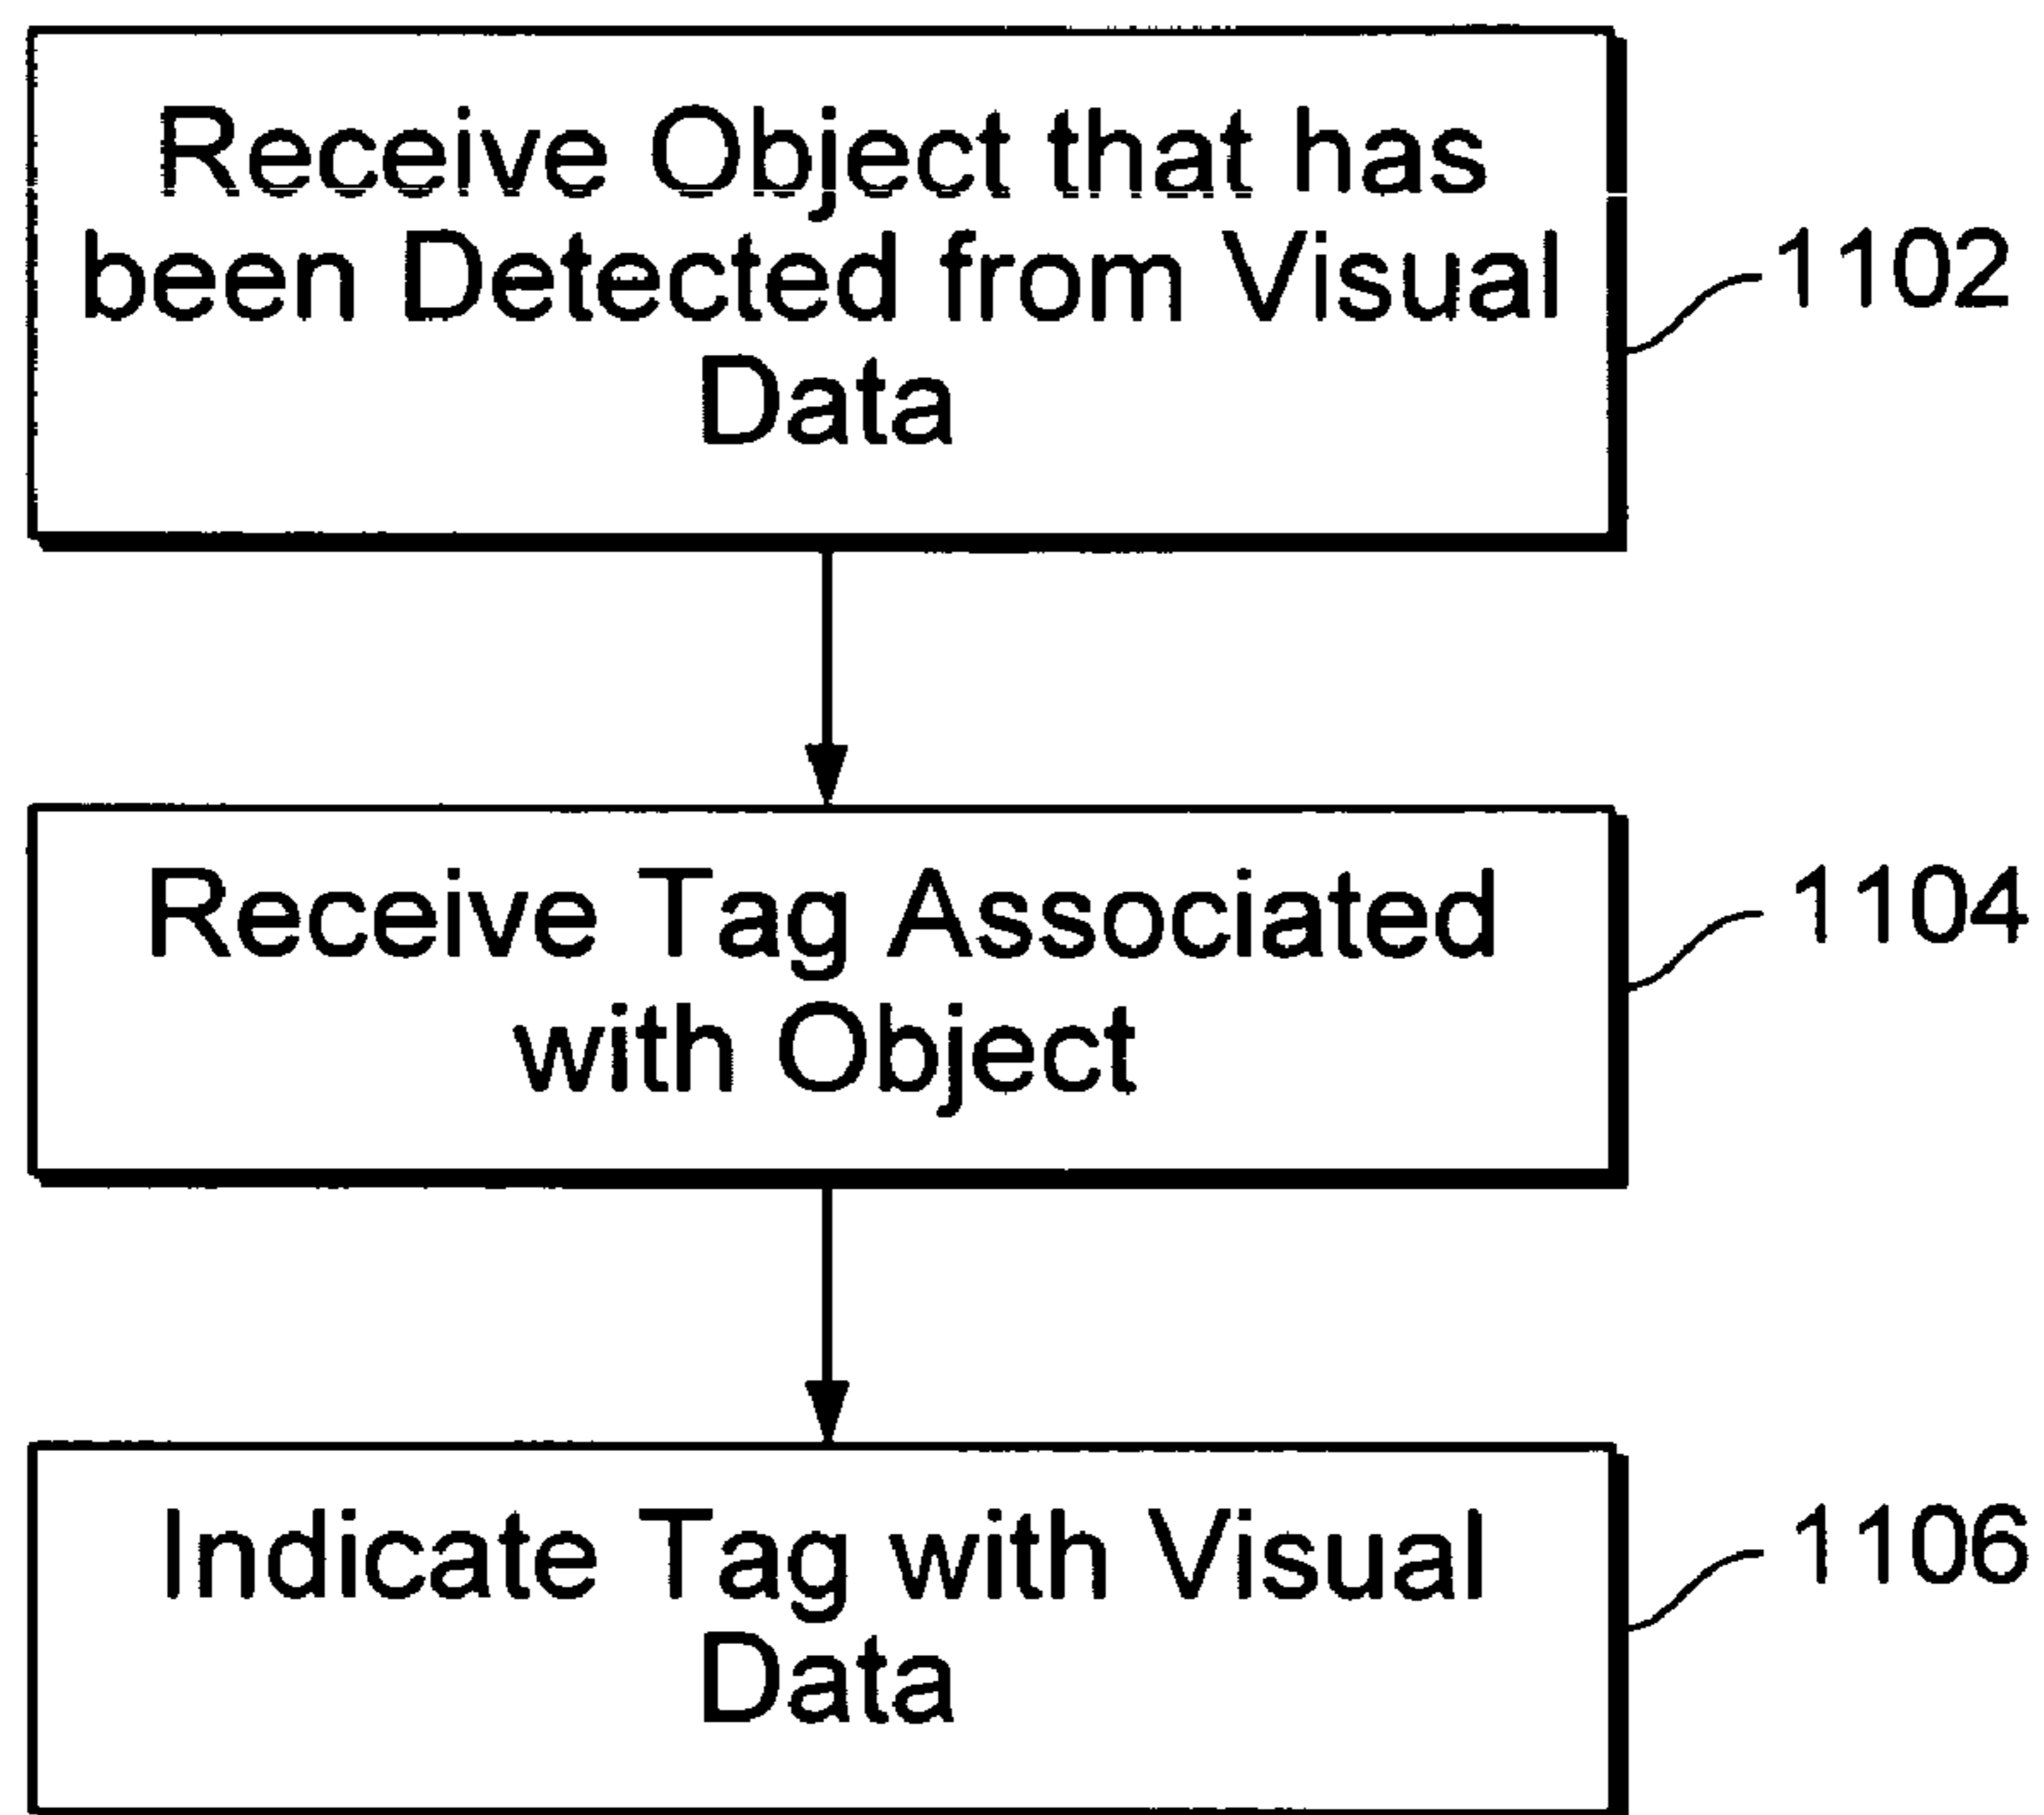 Receive Object that has
been Detected from Visual
Data
1102
Receive Tag Associated
with Object
1104
Indicate Tag with Visual
Data
1106